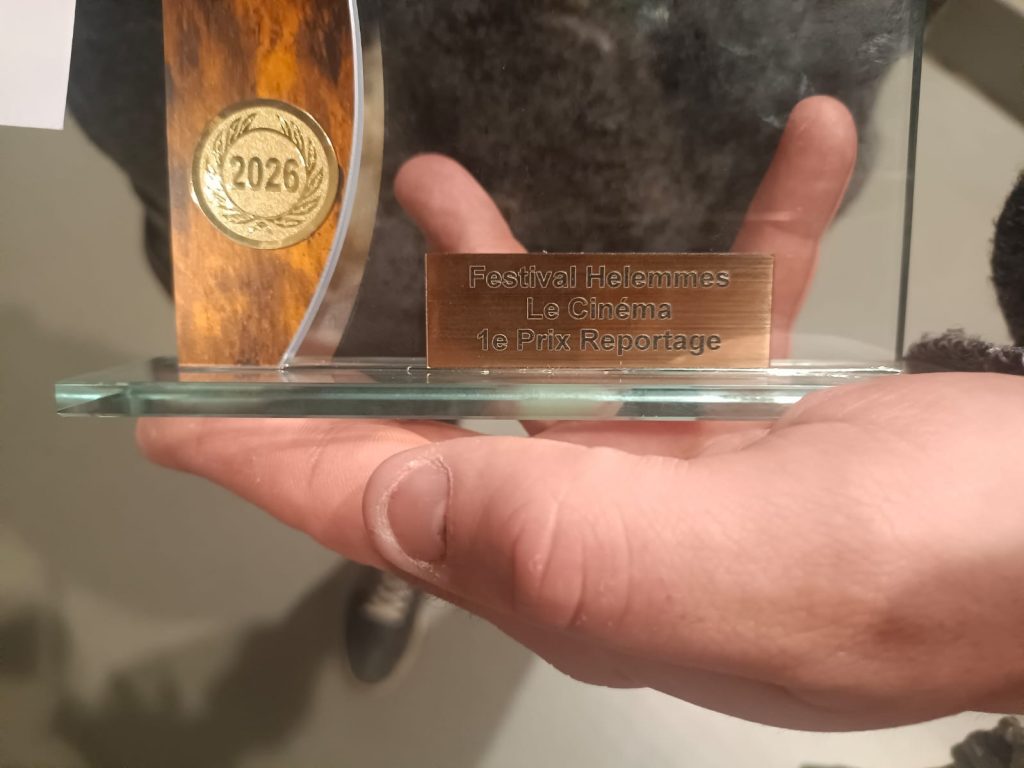 2026
Festival Helemmes
Le Cinéma
1e Prix Reportage